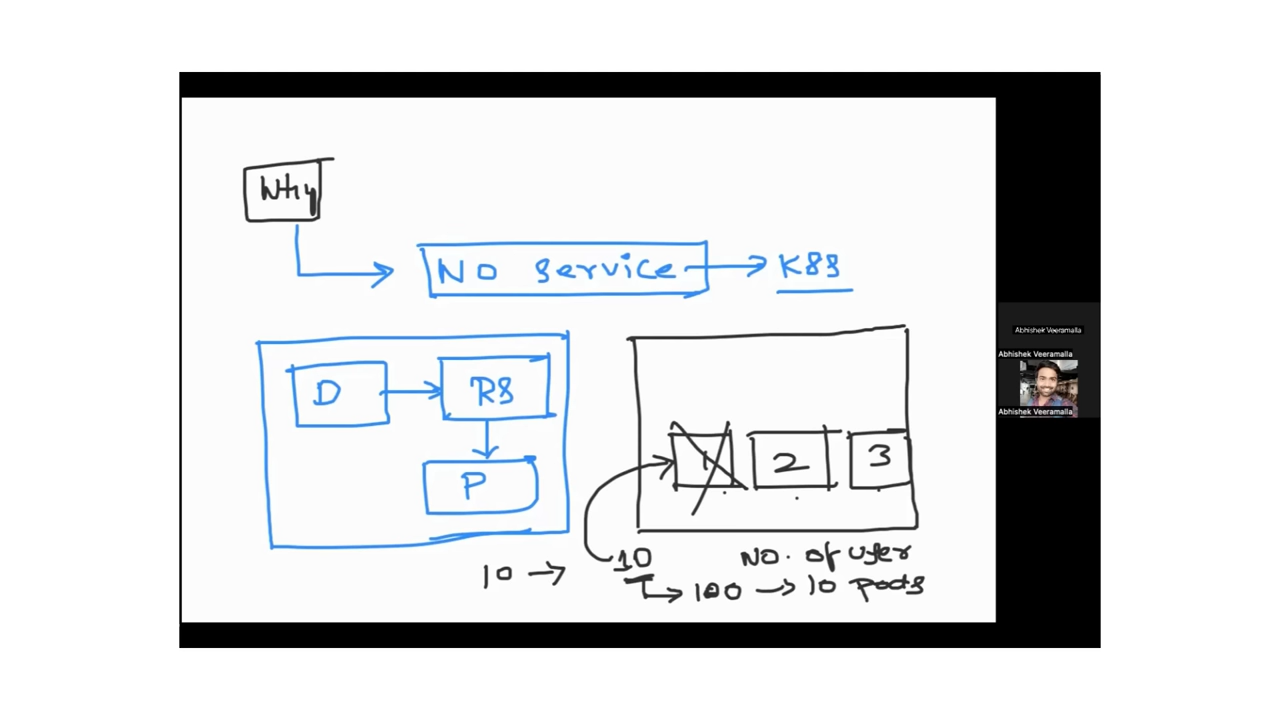 Why
NO service → K8S
D → RS
P
1 2 3
10 → 10 NO. of user
100 → 10 pods
Abhishek Veeramalla
Abhishek Veeramalla
Abhishek Veeramalla